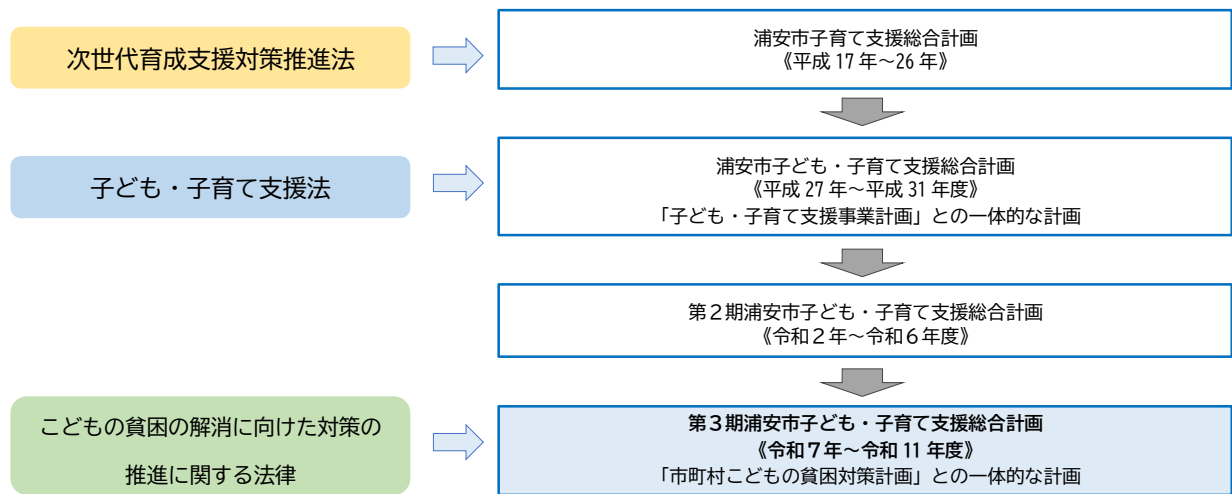 次世代育成支援対策推進法
浦安市子育て支援総合計画
《平成 17 年～26 年》
子ども・子育て支援法
浦安市子ども・子育て支援総合計画
《平成 27 年～平成 31 年度》
「子ども・子育て支援事業計画」との一体的な計画
第２期浦安市子ども・子育て支援総合計画
《令和２年～令和６年度》
こどもの貧困の解消に向けた対策の
推進に関する法律
第３期浦安市子ども・子育て支援総合計画
《令和７年～令和 11 年度》
「市町村こどもの貧困対策計画」との一体的な計画